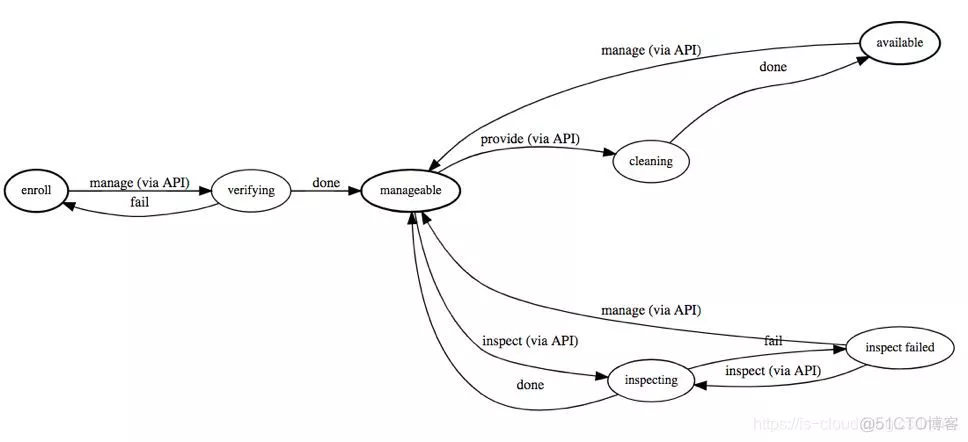 available
manage (via API)
done
provide (via API)
cleaning
enroll
manage (via API)
fail
verifying
done
manageable
manage (via API)
inspect (via API)
fail
inspect failed
inspect (via API)
inspecting
done
@51CTO博客